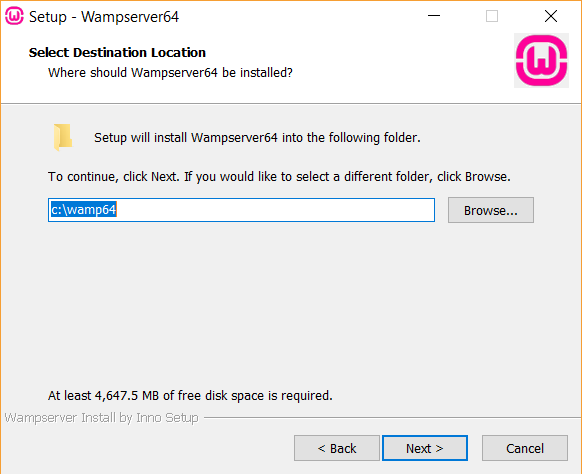 Setup - Wampserver64
Select Destination Location
Where should Wampserver64 be installed?
W
Setup will install Wampserver64 into the following folder.
To continue, click Next. If you would like to select a different folder, click Browse.
c:\wamp64
Browse...
At least 4,647.5 MB of free disk space is required.
Wampserver Install by Inno Setup
< Back
Next >
Cancel